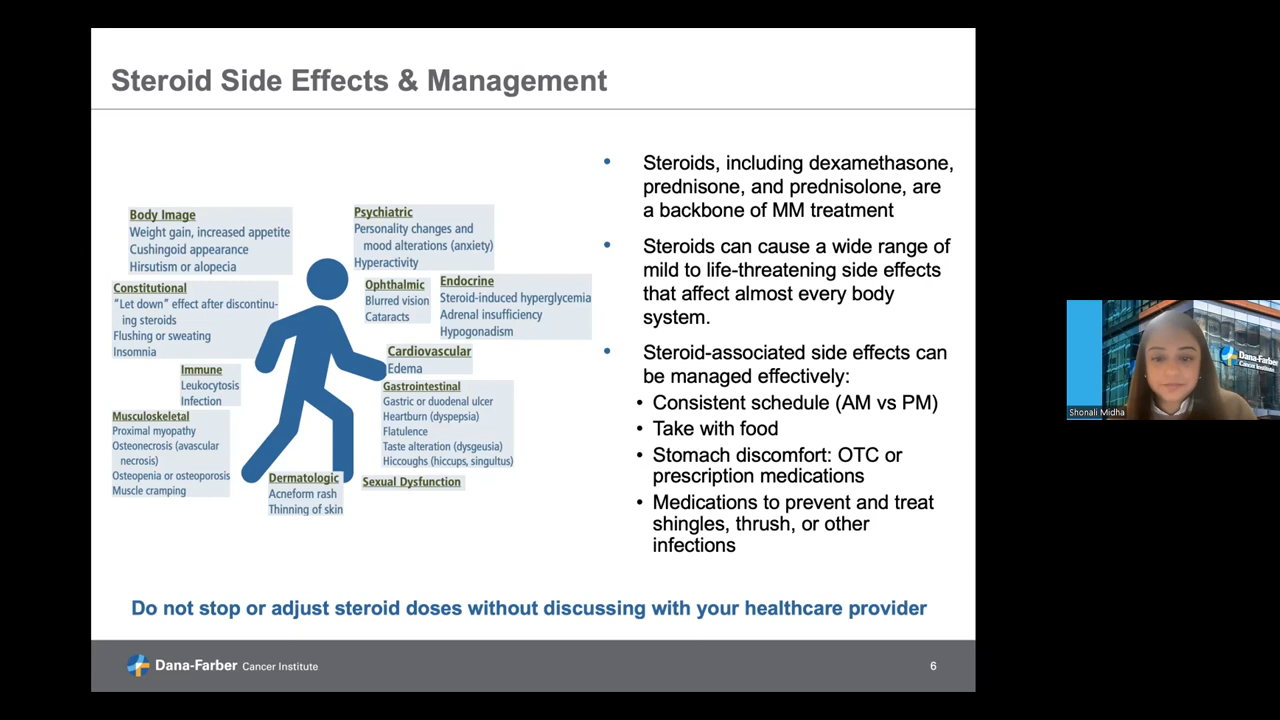 Steroid Side Effects & Management
Body Image
Weight gain, increased appetite
Cushingoid appearance
Hirsutism or alopecia
Constitutional
"Let down" effect after discontinu-
ing steroids
Flushing or sweating
Insomnia
Immune
Leukocytosis
Infection
Musculoskeletal
Proximal myopathy
Osteonecrosis (avascular
necrosis)
Osteopenia or osteoporosis
Muscle cramping
Psychiatric
Personality changes and
mood alterations (anxiety)
Hyperactivity
Ophthalmic
Blurred vision
Cataracts
Endocrine
Steroid-induced hyperglycemia
Adrenal insufficiency
Hypogonadism
Cardiovascular
Edema
Gastrointestinal
Gastric or duodenal ulcer
Heartburn (dyspepsia)
Flatulence
Taste alteration (dysgeusia)
Hiccoughs (hiccups, singultus)
Dermatologic
Acneform rash
Thinning of skin
Sexual Dysfunction
• Steroids, including dexamethasone,
prednisone, and prednisolone, are
a backbone of MM treatment
• Steroids can cause a wide range of
mild to life-threatening side effects
that affect almost every body
system.
• Steroid-associated side effects can
be managed effectively:
• Consistent schedule (AM vs PM)
• Take with food
• Stomach discomfort: OTC or
prescription medications
• Medications to prevent and treat
shingles, thrush, or other
infections
Do not stop or adjust steroid doses without discussing with your healthcare provider
Dana-Farber Cancer Institute
6
Dana-Farber
Cancer Institute
Shonali Midha